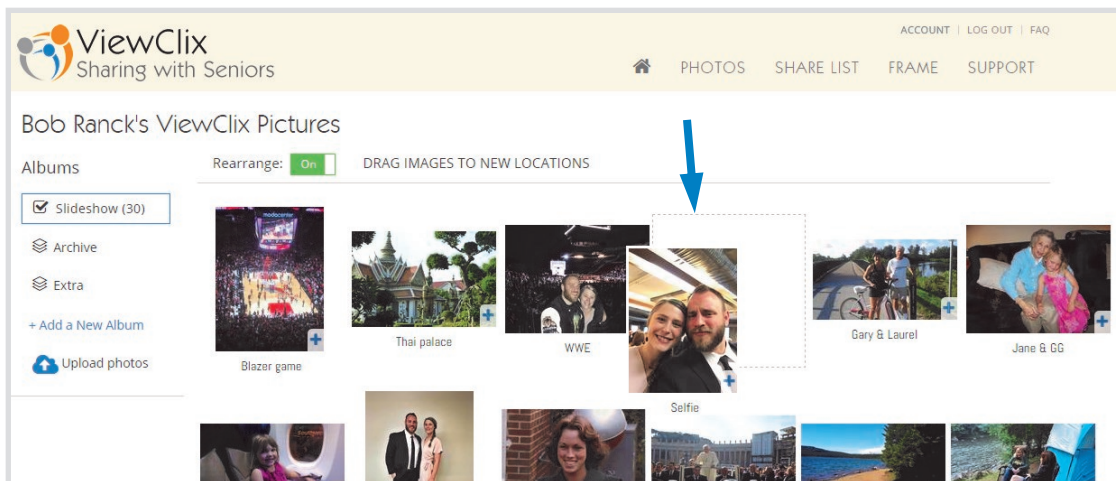 ViewClix
Sharing with Seniors
ACCOUNT | LOG OUT | FAQ
PHOTOS SHARE LIST FRAME SUPPORT
Bob Ranck's ViewClix Pictures
Albums
Rearrange: On DRAG IMAGES TO NEW LOCATIONS
Slideshow (30)
Archive
Extra
+ Add a New Album
Upload photos
modacenter
Blazer game
Thai palace
WWE
Selfie
Gary & Laurel
Jane & GG